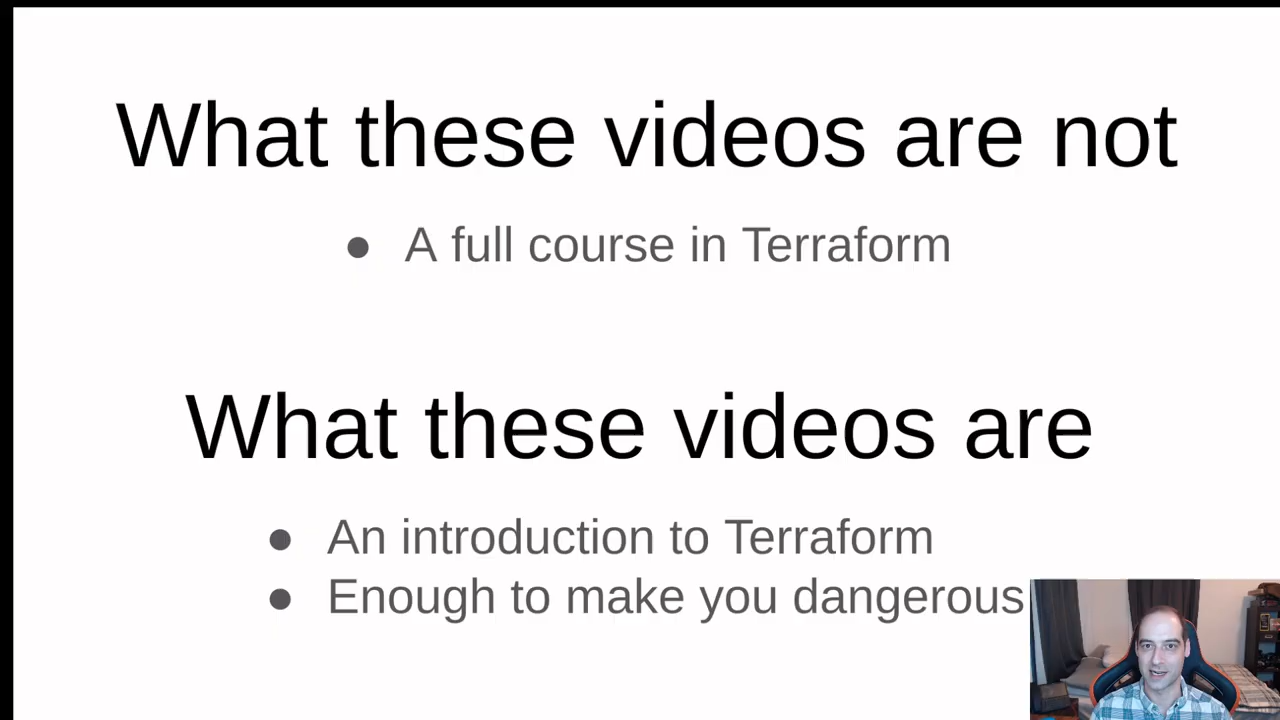 What these videos are not
● A full course in Terraform
What these videos are
● An introduction to Terraform
● Enough to make you dangerous